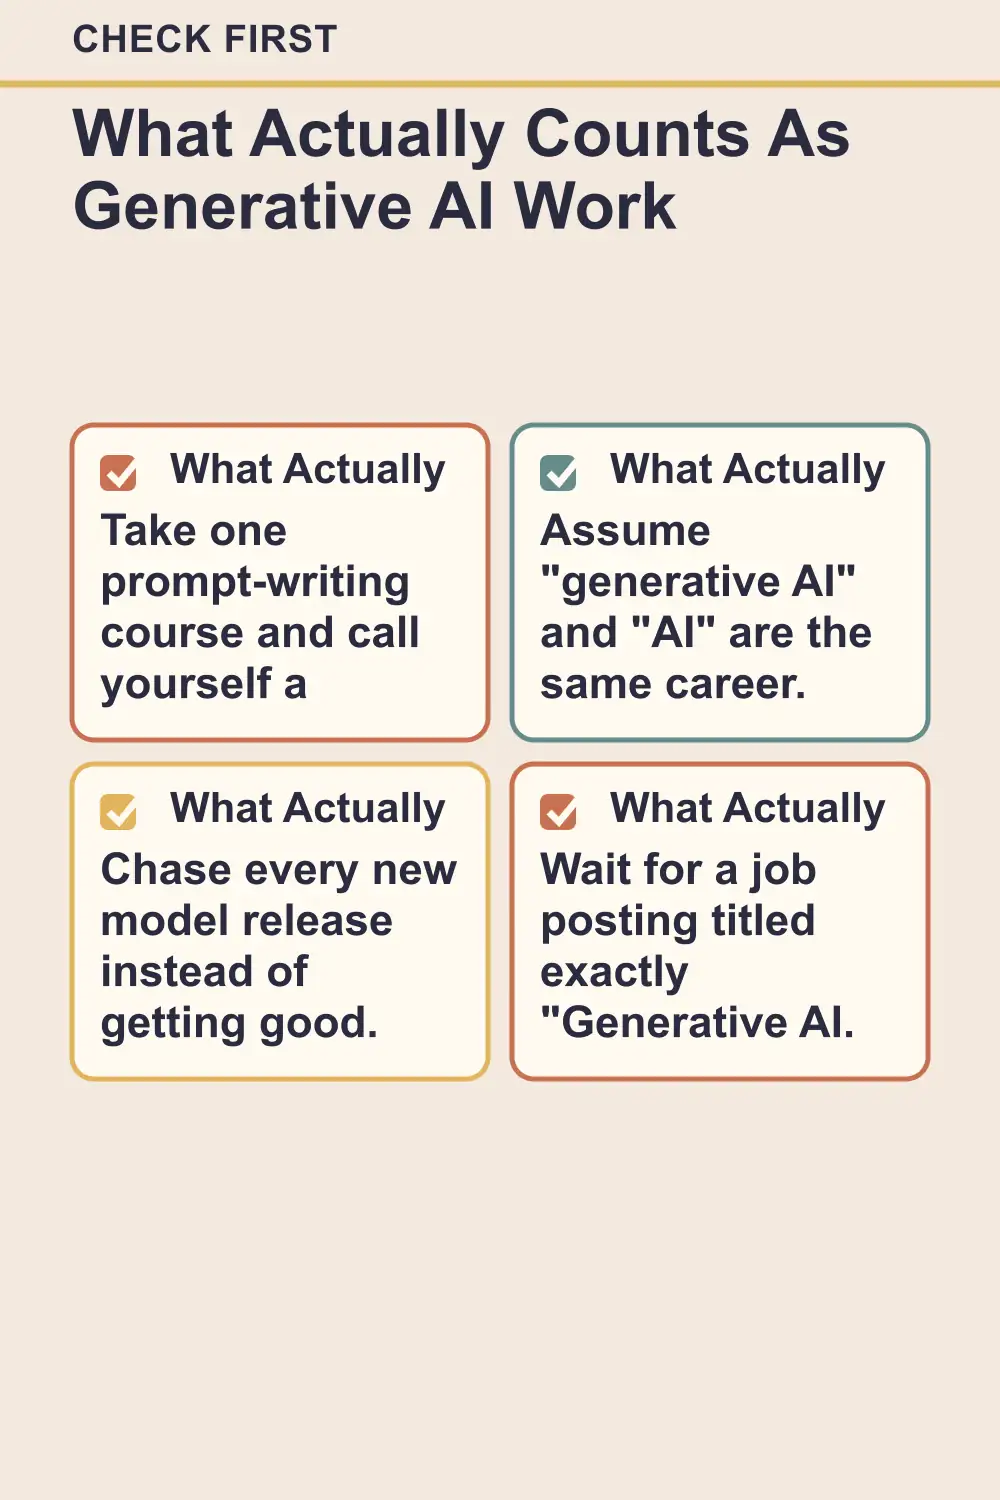 CHECK FIRST
What Actually Counts As
Generative AI Work
What Actually
Take one
prompt-writing
course and call
yourself a
What Actually
Assume
"generative AI"
and "AI" are the
same career.
What Actually
Chase every new
model release
instead of
getting good.
What Actually
Wait for a job
posting titled
exactly
"Generative AI.